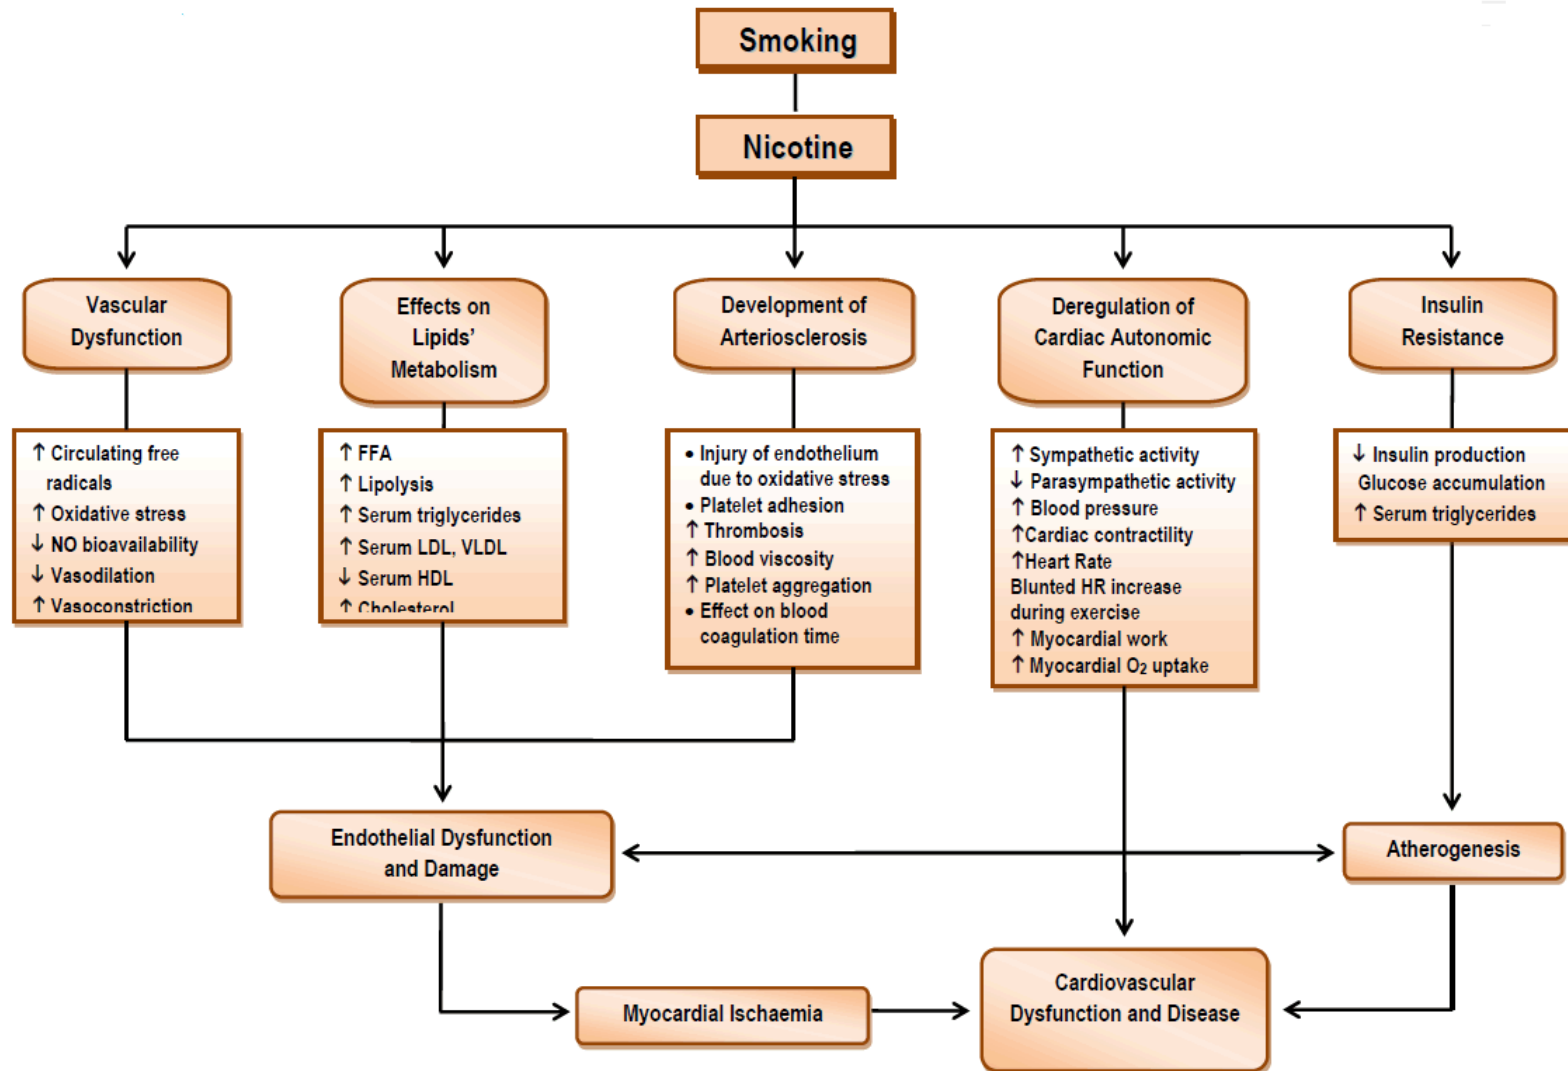 Smoking
Nicotine
Vascular
Dysfunction
Effects on
Lipids’
Metabolism
Development of
Arteriosclerosis
Deregulation of
Cardiac Autonomic
Function
Insulin
Resistance
↑ Circulating free
radicals
↑ Oxidative stress
↓ NO bioavailability
↓ Vasodilation
↑ Vasoconstriction
↑ FFA
↑ Lipolysis
↑ Serum triglycerides
↑ Serum LDL, VLDL
↓ Serum HDL
↑ Cholesterol
• Injury of endothelium
due to oxidative stress
• Platelet adhesion
↑ Thrombosis
↑ Blood viscosity
↑ Platelet aggregation
• Effect on blood
coagulation time
↑ Sympathetic activity
↓ Parasympathetic activity
↑ Blood pressure
↑Cardiac contractility
↑Heart Rate
Blunted HR increase
during exercise
↑ Myocardial work
↑ Myocardial O₂ uptake
↓ Insulin production
Glucose accumulation
↑ Serum triglycerides
Endothelial Dysfunction
and Damage
Atherogenesis
Myocardial Ischaemia
Cardiovascular
Dysfunction and Disease